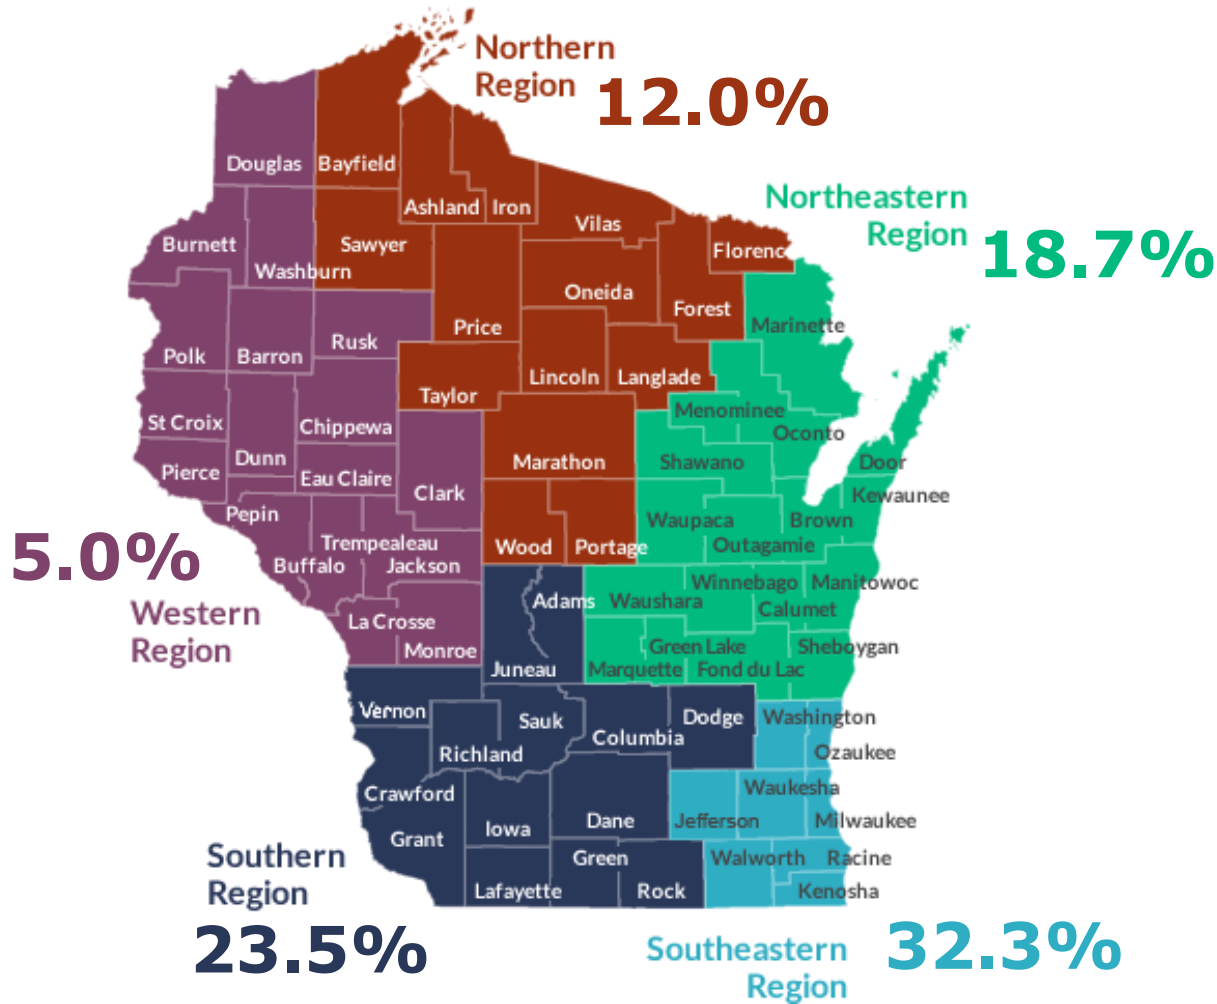 Northern
Region
12.0%
Douglas
Bayfield
Ashland
Iron
Vilas
Northeastern
Region
18.7%
Burnett
Washburn
Sawyer
Florenc
Oneida
Forest
Price
Marinette
Polk
Barron
Rusk
Taylor
Lincoln
Langlade
St Croix
Chippewa
Menominee
Oconto
Pierce
Dunn
Eau Claire
Clark
Marathon
Shawano
Door
Kewaunee
Pepin
Trempealeau
Buffalo
Jackson
Wood
Portage
Waupaca
Brown
Outagamie
5.0%
Western
Region
La Crosse
Monroe
Adams
Juneau
Waushara
Winnebago
Manitowoc
Calumet
Green Lake
Sheboygan
Marquette
Fond du Lac
Vernon
Sauk
Richland
Columbia
Dodge
Washington
Ozaukee
Crawford
Grant
Iowa
Dane
Jefferson
Waukesha
Milwaukee
Southern
Region
23.5%
Lafayette
Green
Rock
Walworth
Racine
Kenosha
Southeastern
Region
32.3%